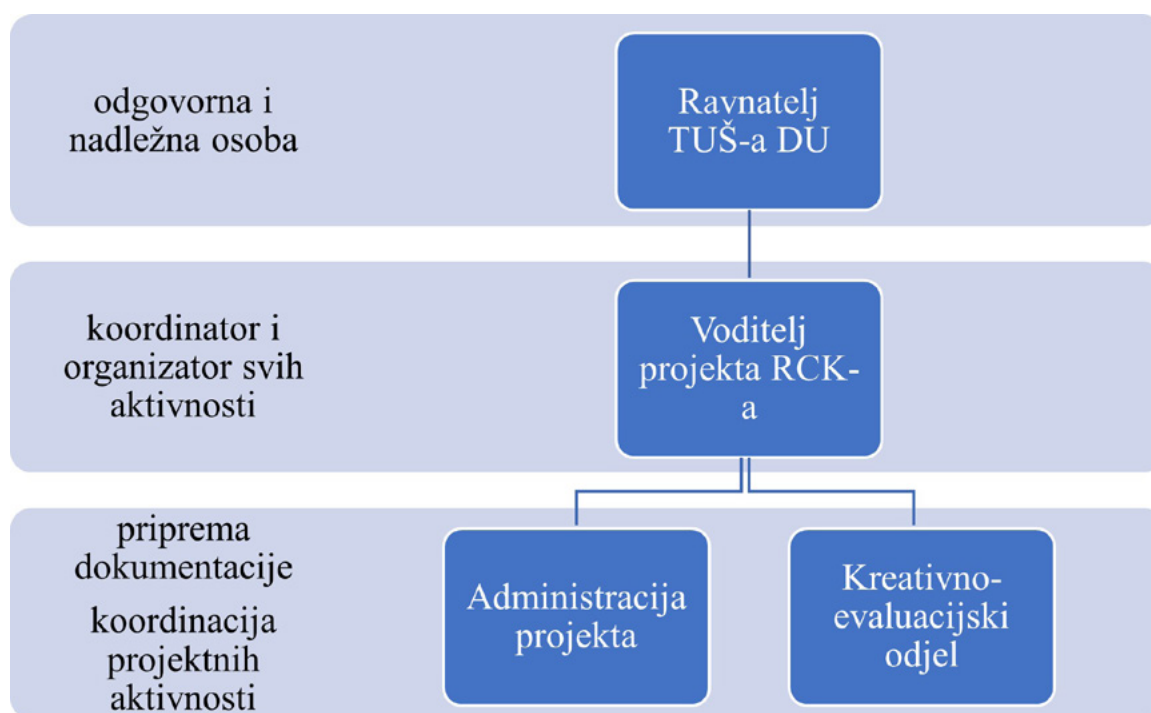 odgovorna i
nadležna osoba
Ravnatelj
TUŠ-a DU
koordinator i
organizator svih
aktivnosti
Voditelj
projekta RCK-
a
priprema
dokumentacije
koordinacija
projektnih
aktivnosti
Administracija
projekta
Kreativno-
evaluacijski
odjel